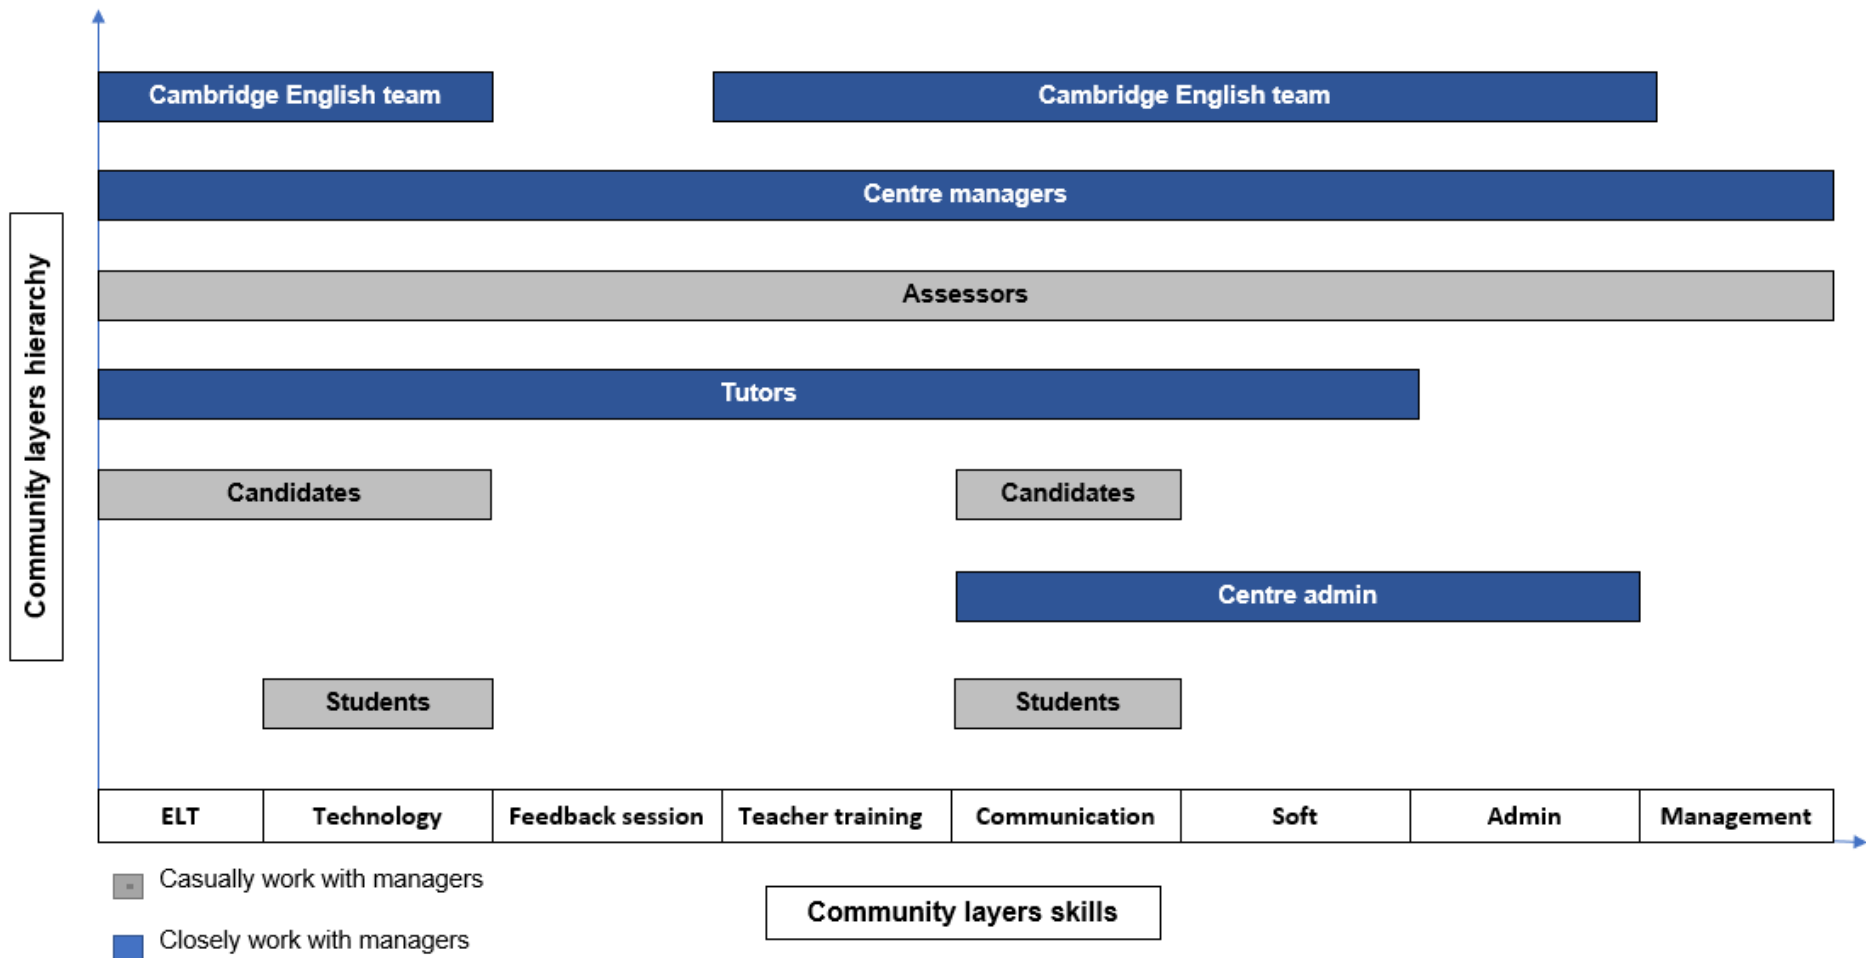 Cambridge English team
Cambridge English team
Centre managers
Community layers hierarchy
Assessors
Tutors
Candidates
Candidates
Centre admin
Students
Students
ELT
Technology
Feedback session
Teacher training
Communication
Soft
Admin
Management
Casually work with managers
Community layers skills
Closely work with managers